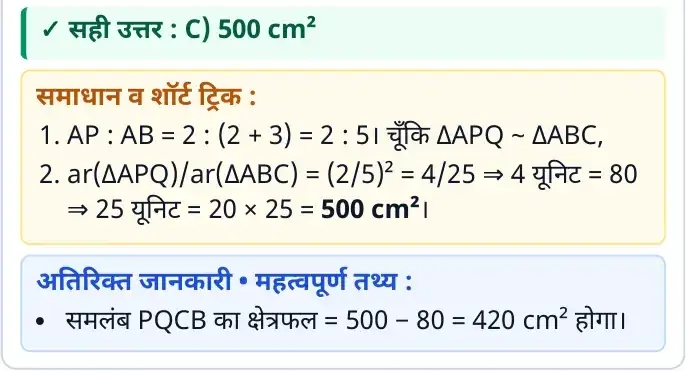 ✓ सही उत्तर : C) 500 cm²
समाधान व शॉर्ट ट्रिक :
1. AP : AB = 2 : (2 + 3) = 2 : 5। चूँकि ΔAPQ ~ ΔABC,
2. ar(ΔAPQ)/ar(ΔABC) = (2/5)² = 4/25 ⇒ 4 यूनिट = 80
⇒ 25 यूनिट = 20 × 25 = 500 cm²।
अतिरिक्त जानकारी • महत्वपूर्ण तथ्य :
• समलंब PQCB का क्षेत्रफल = 500 − 80 = 420 cm² होगा।